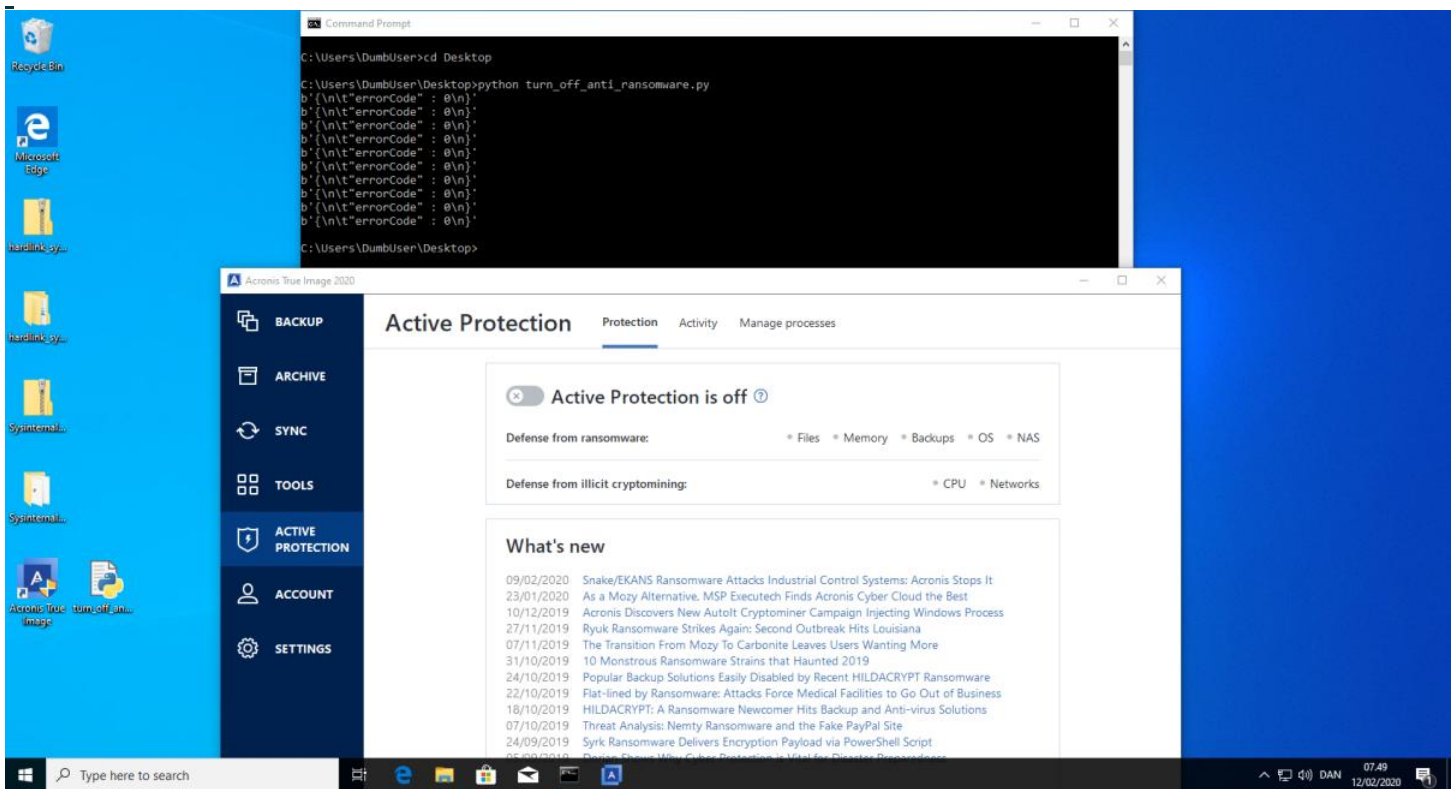 Recycle Bin
Microsoft
Edge
hardlink_sy...
hardlink_sy...
Sysinternal...
Sysinternal...
Acronis True
Image
turn_off_an...
Command Prompt
C:\Users\DumbUser>cd Desktop
C:\Users\DumbUser\Desktop>python turn_off_anti_ransomware.py
b'{\n\t"errorCode" : 0\n}'
b'{\n\t"errorCode" : 0\n}'
b'{\n\t"errorCode" : 0\n}'
b'{\n\t"errorCode" : 0\n}'
b'{\n\t"errorCode" : 0\n}'
b'{\n\t"errorCode" : 0\n}'
b'{\n\t"errorCode" : 0\n}'
b'{\n\t"errorCode" : 0\n}'
b'{\n\t"errorCode" : 0\n}'
b'{\n\t"errorCode" : 0\n}'
C:\Users\DumbUser\Desktop>
Acronis True Image 2020
BACKUP
ARCHIVE
SYNC
TOOLS
ACTIVE
PROTECTION
ACCOUNT
SETTINGS
Active Protection Protection Activity Manage processes
Active Protection is off
Defense from ransomware: Files Memory Backups OS NAS
Defense from illicit cryptomining: CPU Networks
What's new
09/02/2020 Snake/EKANS Ransomware Attacks Industrial Control Systems: Acronis Stops It
23/01/2020 As a Mozy Alternative, MSP Executech Finds Acronis Cyber Cloud the Best
10/12/2019 Acronis Discovers New AutoIt Cryptominer Campaign Injecting Windows Process
27/11/2019 Ryuk Ransomware Strikes Again: Second Outbreak Hits Louisiana
07/11/2019 The Transition From Mozy To Carbonite Leaves Users Wanting More
31/10/2019 10 Monstrous Ransomware Strains that Haunted 2019
24/10/2019 Popular Backup Solutions Easily Disabled by Recent HILDACRYPT Ransomware
22/10/2019 Flat-lined by Ransomware: Attacks Force Medical Facilities to Go Out of Business
18/10/2019 HILDACRYPT: A Ransomware Newcomer Hits Backup and Anti-virus Solutions
07/10/2019 Threat Analysis: Nemty Ransomware and the Fake PayPal Site
24/09/2019 Syrk Ransomware Delivers Encryption Payload via PowerShell Script
Type here to search
DAN
07.49
12/02/2020